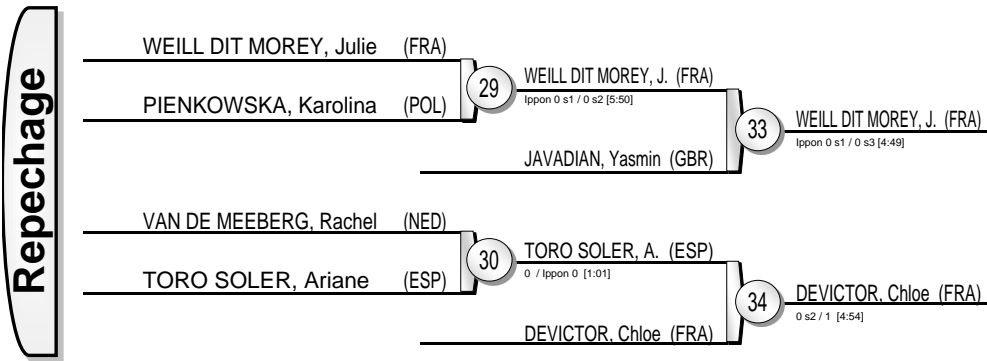 Repechage
WEILL DIT MOREY, Julie (FRA)
PIENKOWSKA, Karolina (POL)
29
WEILL DIT MOREY, J. (FRA)
Ippon 0 s1 / 0 s2 [5:50]
JAVADIAN, Yasmin (GBR)
33
WEILL DIT MOREY, J. (FRA)
Ippon 0 s1 / 0 s3 [4:49]
VAN DE MEEBERG, Rachel (NED)
TORO SOLER, Ariane (ESP)
30
TORO SOLER, A. (ESP)
0 / Ippon 0 [1:01]
DEVICTOR, Chloe (FRA)
34
DEVICTOR, Chloe (FRA)
0 s2 / 1 [4:54]